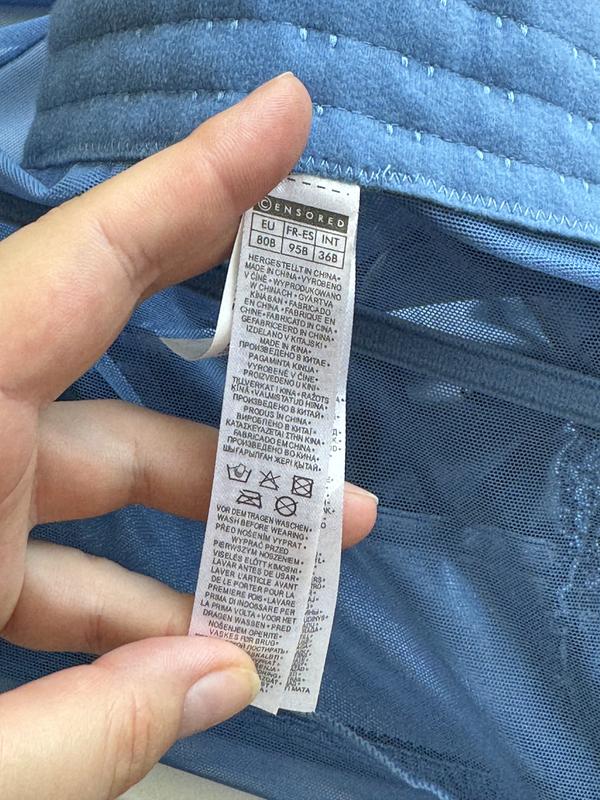 ©ENSORED
EU FR-ES INT
80B 95B 36B
HERGESTELLT IN CHINA•
MADE IN CHINA•VYROBENO
V ČÍNĚ•WYPRODUKOWANO
W CHINACH•GYÁRTVA
KÍNÁBAN•FABRICADO
EN CHINA•FABRIQUÉ EN
CHINE•FABBRICATO IN CINA•
GEFABRICEERD IN CHINA•
IZDELANO V KITAJSKI•
MADE IN KINA•
ПРОИЗВЕДЕНО В КИТАЕ•
PAGAMINTA KINIJA•
VYROBENÉ V ČÍNE•
PROIZVEDENO U KINI•
TILLVERKAT I KINA•RAŽOTS
ĶĪNĀ•VALMISTATUD HIINA•
ПРОИЗВЕДЕНО В КИТАЙ•
PRODUS ÎN CHINA•
ВИРОБЛЕНО В КИТАЇ•
ΚΑΤΑΣΚΕΥΑΖΕΤΑΙ ΣΤΗΝ ΚΙΝΑ•
FABRICADO EM CHINA•
ПРОИЗВЕДЕНО ВО КИНА•
ШЫҒАРЫЛҒАН ЖЕРІ ҚЫТАЙ•
VOR DEM TRAGEN WASCHEN•
WASH BEFORE WEARING•
PŘED NOŠENÍM VYPRAT•
WYPRAĆ PRZED
PIERWSZYM NOSZENIEM•
VISELÉS ELŐTT KIMOSNI•
LAVAR ANTES DE USAR•
LAVER L'ARTICLE AVANT
DE LE PORTER POUR LA
PREMIÈRE FOIS•LAVARE
PRIMA DI INDOSSARE PER
LA PRIMA VOLTA•VOOR HET
DRAGEN WASSEN•PRED
NOŠENJEM OPERITE•
VASKES FØR BRUG•